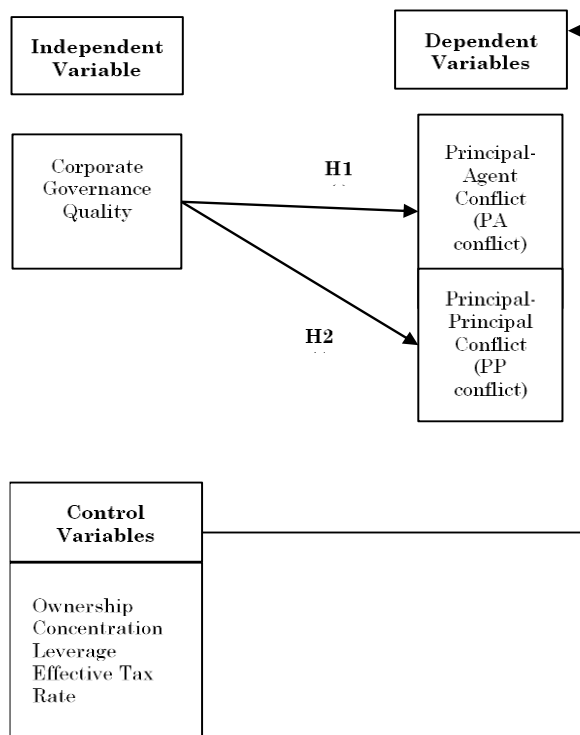 Independent
Variable
Dependent
Variables
Corporate
Governance
Quality
H1
Principal-
Agent
Conflict
(PA
conflict)
H2
Principal-
Principal
Conflict
(PP
conflict)
Control
Variables
Ownership
Concentration
Leverage
Effective Tax
Rate